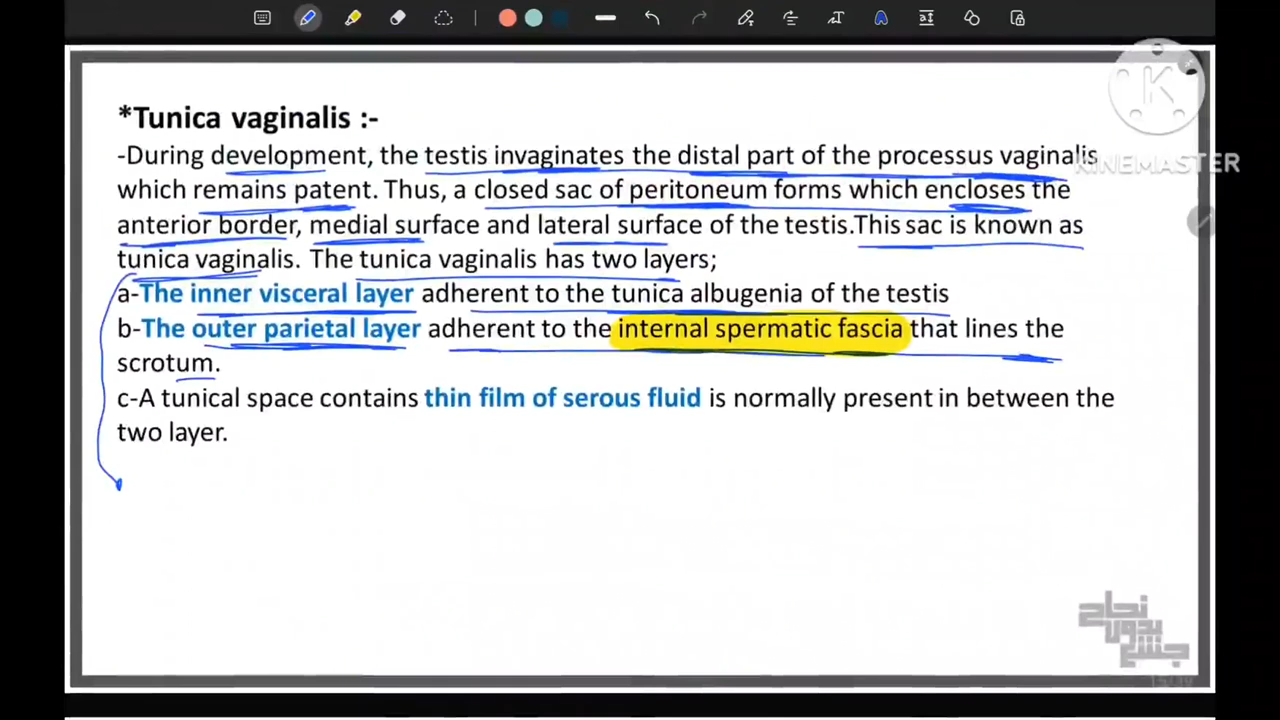 K
KINEMASTER
*Tunica vaginalis :-
-During development, the testis invaginates the distal part of the processus vaginalis
which remains patent. Thus, a closed sac of peritoneum forms which encloses the
anterior border, medial surface and lateral surface of the testis.This sac is known as
tunica vaginalis. The tunica vaginalis has two layers;
a-The inner visceral layer adherent to the tunica albugenia of the testis
b-The outer parietal layer adherent to the internal spermatic fascia that lines the
scrotum.
c-A tunical space contains thin film of serous fluid is normally present in between the
two layer.
نجاح
بدون